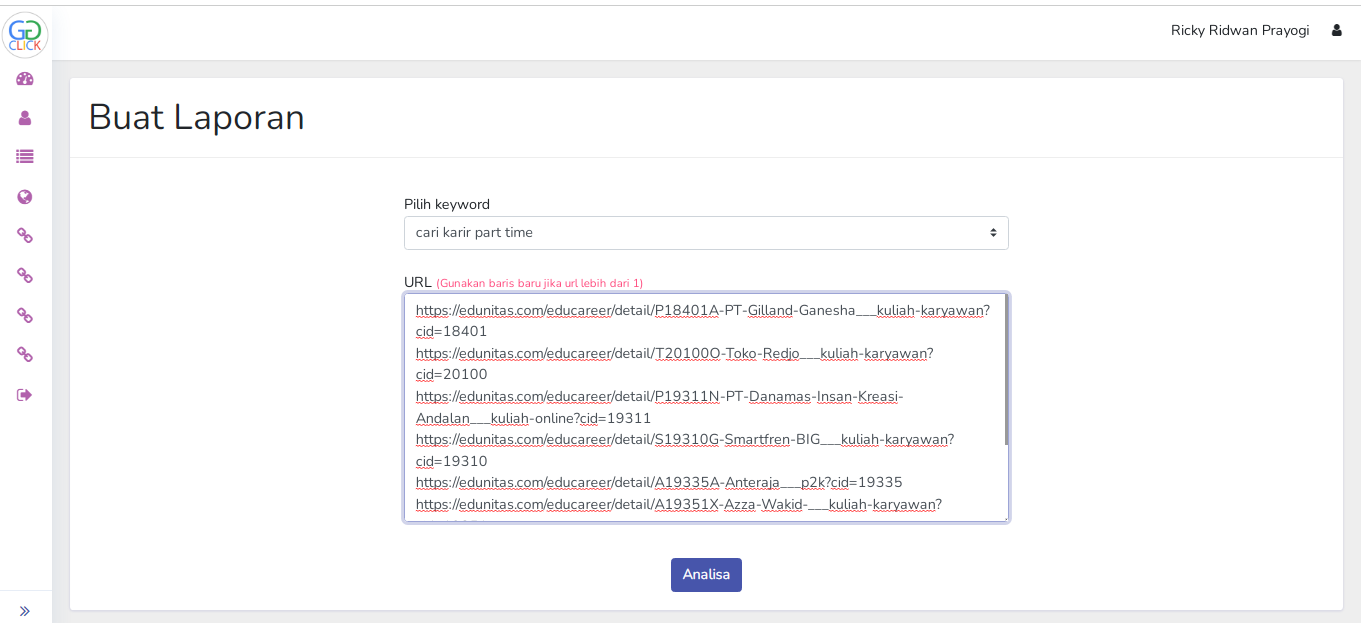 GG
CLICK
Ricky Ridwan Prayogi
Buat Laporan
Pilih keyword
cari karir part time
URL (Gunakan baris baru jika url lebih dari 1)
https://edunitas.com/educareer/detail/P18401A-PT-Gilland-Ganesha___kuliah-karyawan?
cid=18401
https://edunitas.com/educareer/detail/T20100O-Toko-Redjo___kuliah-karyawan?
cid=20100
https://edunitas.com/educareer/detail/P19311N-PT-Danamas-Insan-Kreasi-
Andalan___kuliah-online?cid=19311
https://edunitas.com/educareer/detail/S19310G-Smartfren-BIG___kuliah-karyawan?
cid=19310
https://edunitas.com/educareer/detail/A19335A-Anteraja___p2k?cid=19335
https://edunitas.com/educareer/detail/A19351X-Azza-Wakid-___kuliah-karyawan?
Analisa